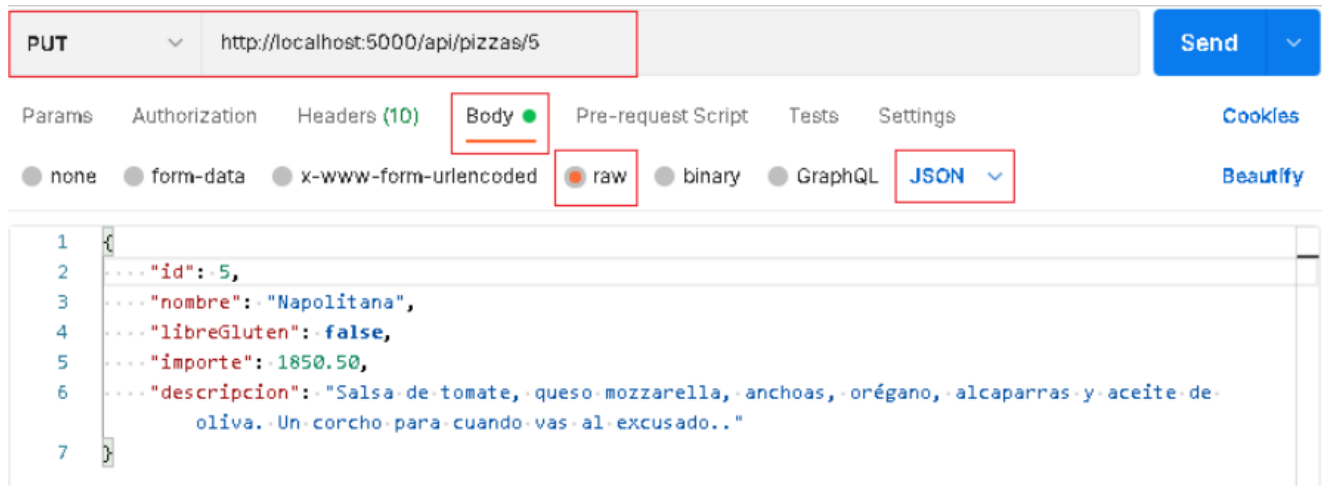 PUT http://localhost:5000/api/pizzas/5 Send
Params Authorization Headers (10) Body Pre-request Script Tests Settings Cookies
none form-data x-www-form-urlencoded raw binary GraphQL JSON Beautify
1 {
2 "id": 5,
3 "nombre": "Napolitana",
4 "libreGluten": false,
5 "importe": 1850.50,
6 "descripcion": "Salsa de tomate, queso mozzarella, anchoas, orégano, alcaparras y aceite de
oliva. Un corcho para cuando vas al excusado.."
7 }